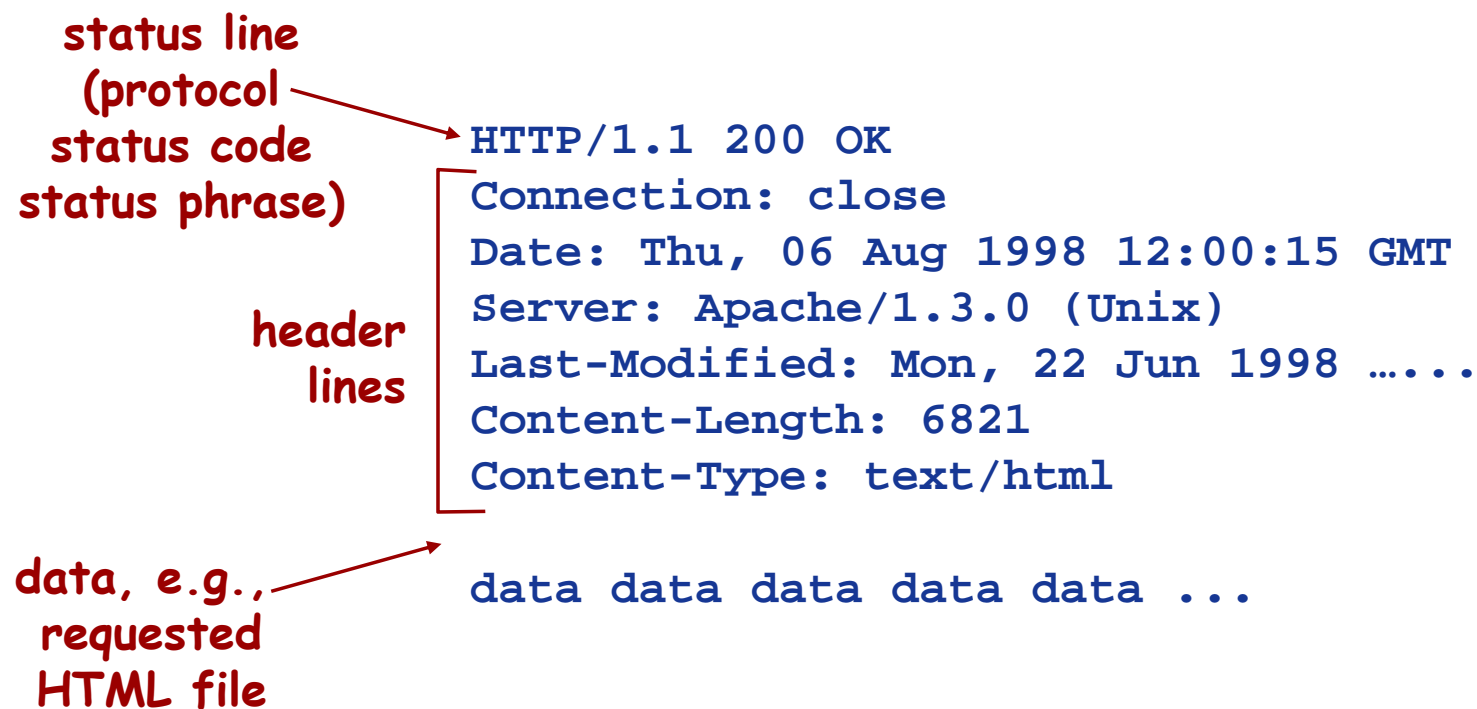 status line
(protocol
status code
status phrase)
HTTP/1.1 200 OK
Connection: close
Date: Thu, 06 Aug 1998 12:00:15 GMT
Server: Apache/1.3.0 (Unix)
Last-Modified: Mon, 22 Jun 1998 …...
Content-Length: 6821
Content-Type: text/html
header
lines
data, e.g.,
requested
HTML file
data data data data data ...